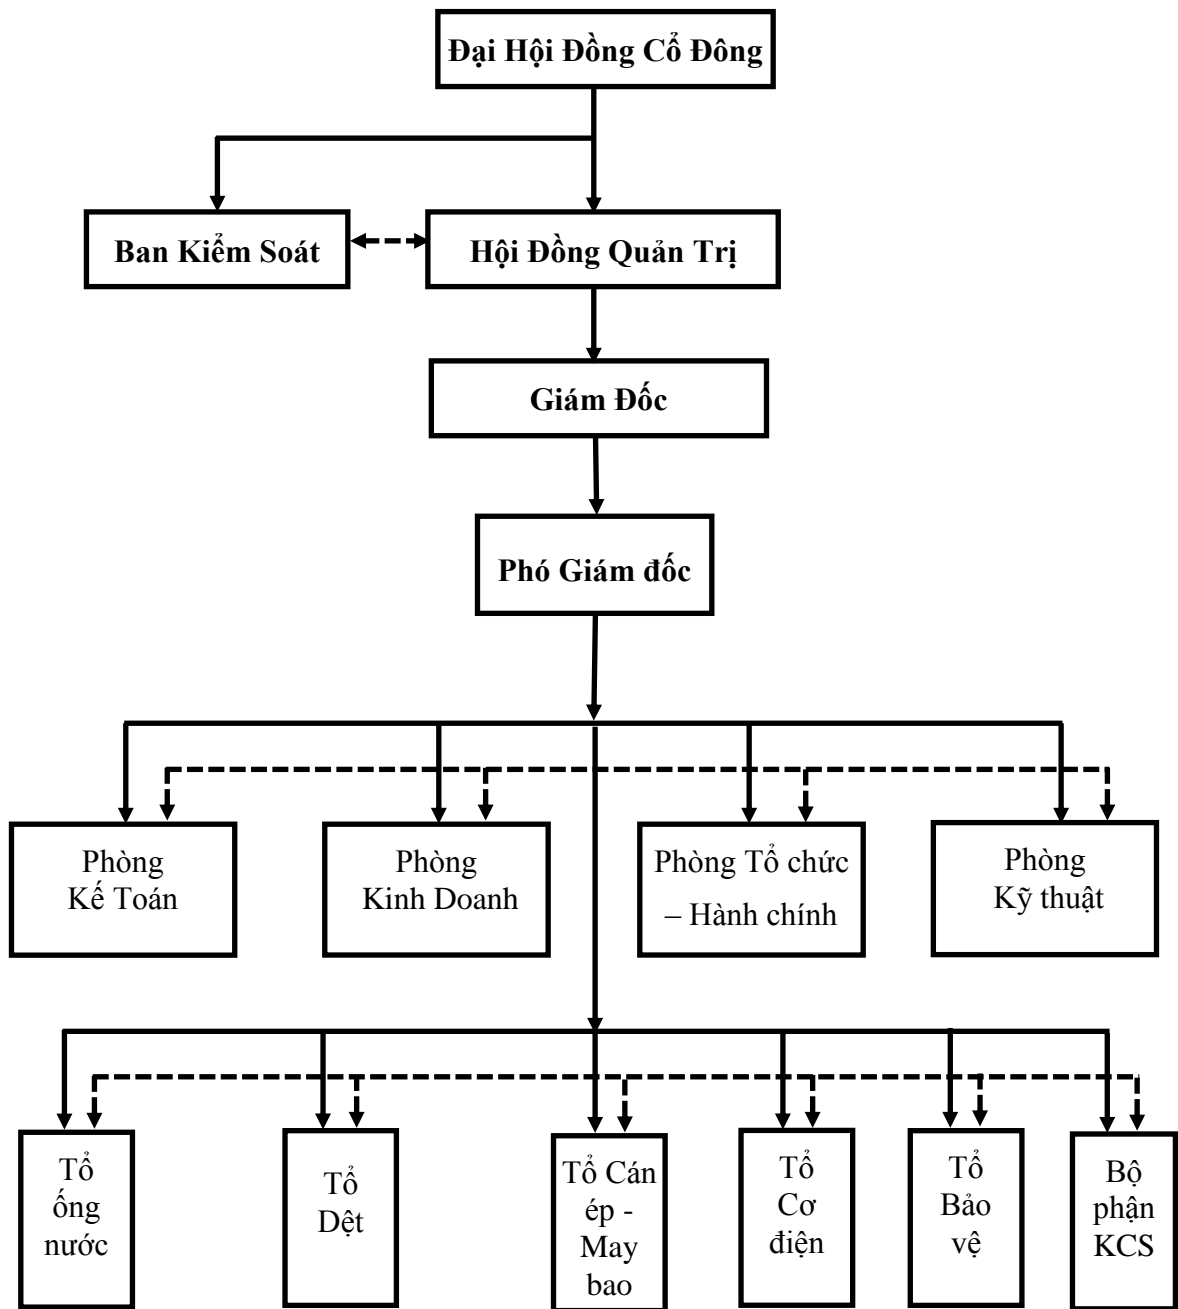 Đại Hội Đồng Cổ Đông
Ban Kiểm Soát
Hội Đồng Quản Trị
Giám Đốc
Phó Giám đốc
Phòng
Kế Toán
Phòng
Kinh Doanh
Phòng Tổ chức
– Hành chính
Phòng
Kỹ thuật
Tổ
ống
nước
Tổ
Dệt
Tổ Cán
ép -
May
bao
Tổ
Cơ
điện
Tổ
Bảo
vệ
Bộ
phận
KCS